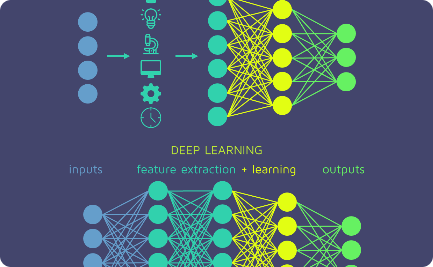 DEEP LEARNING
inputs feature extraction + learning outputs